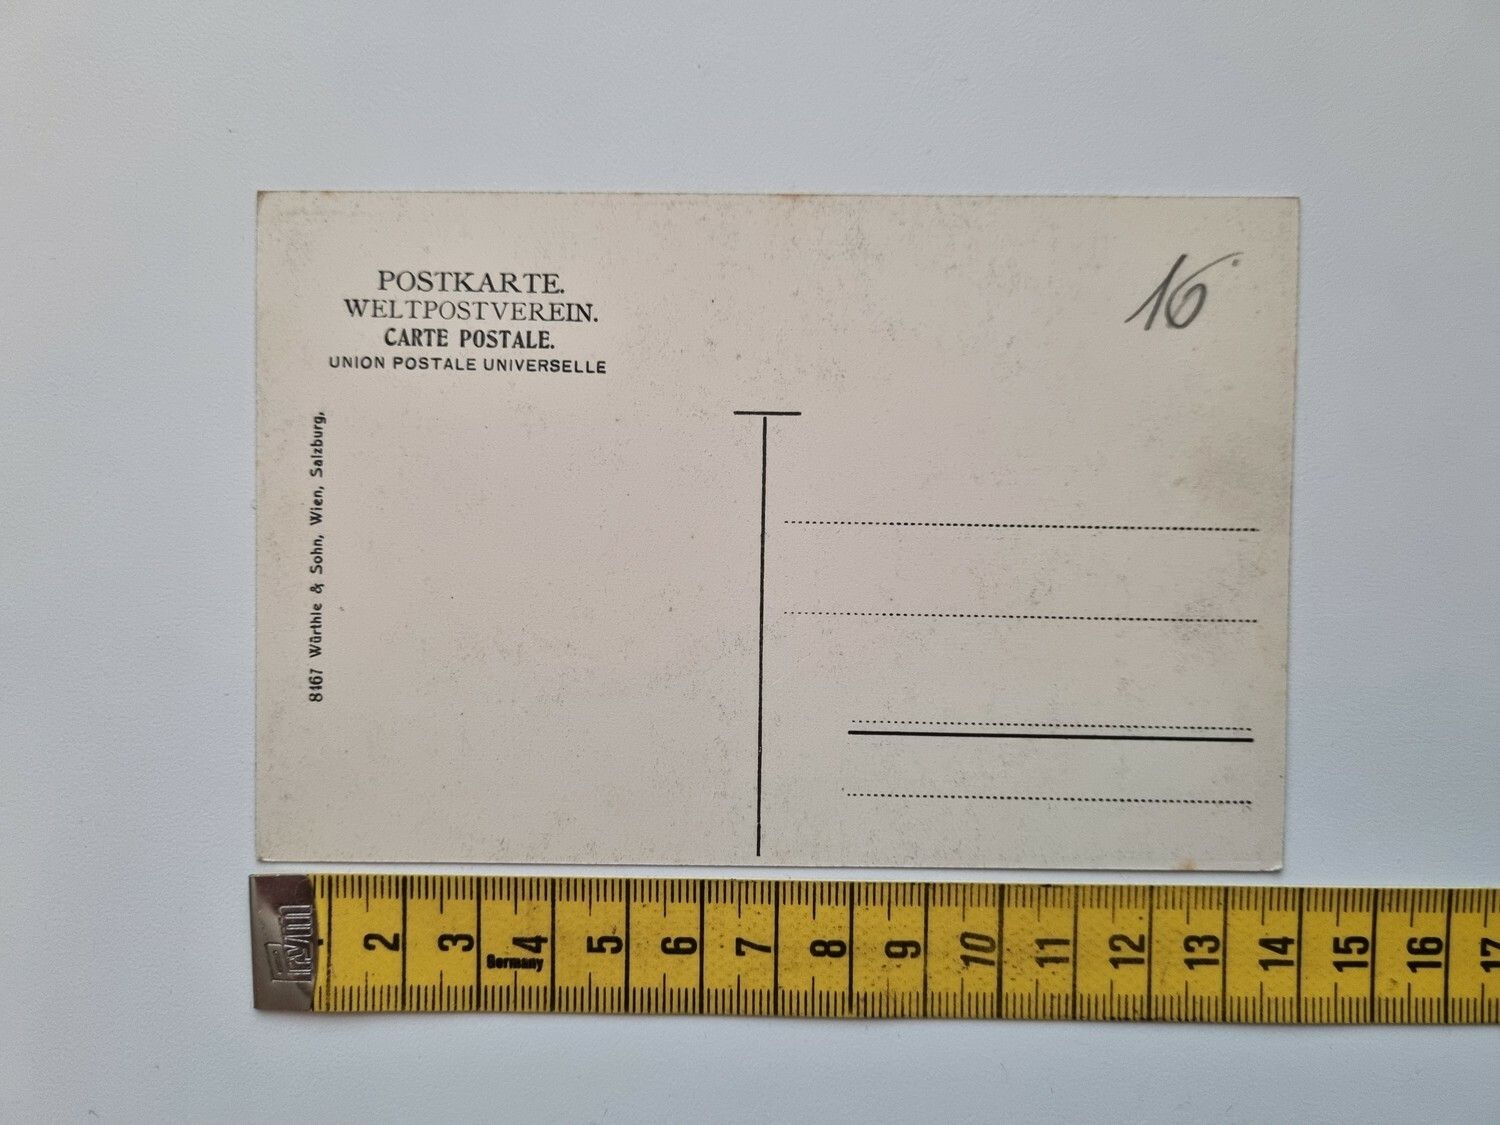 POSTKARTE.
WELTPOSTVEREIN.
CARTE POSTALE.
UNION POSTALE UNIVERSELLE
16
8167 Würthle & Sohn, Wien, Salzburg,
Prym
2 3 4 5 6 7 8 9 10 11 12 13 14 15 16 17
Germany